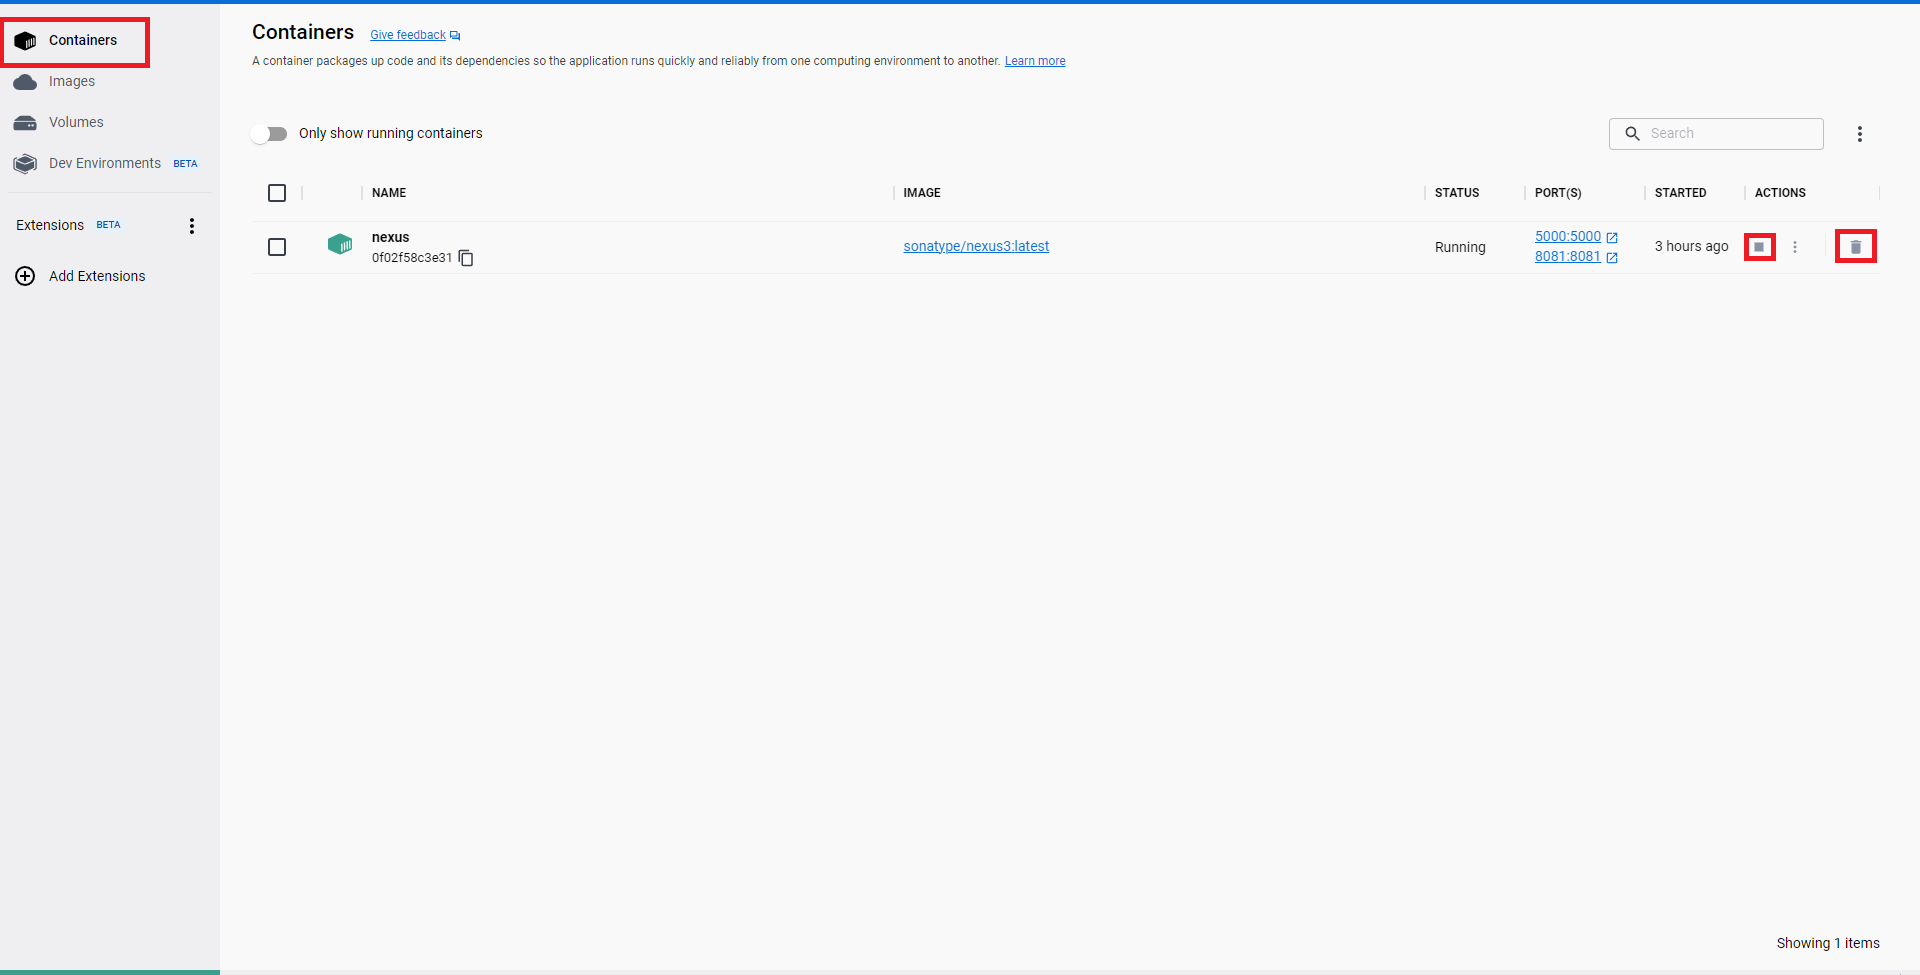 Containers
Images
Volumes
Dev Environments BETA
Extensions BETA
Add Extensions
Containers Give feedback
A container packages up code and its dependencies so the application runs quickly and reliably from one computing environment to another. Learn more
Only show running containers
Search
NAME IMAGE STATUS PORT(S) STARTED ACTIONS
nexus
0f02f58c3e31
sonatype/nexus3:latest
Running
5000:5000
8081:8081
3 hours ago
Showing 1 items